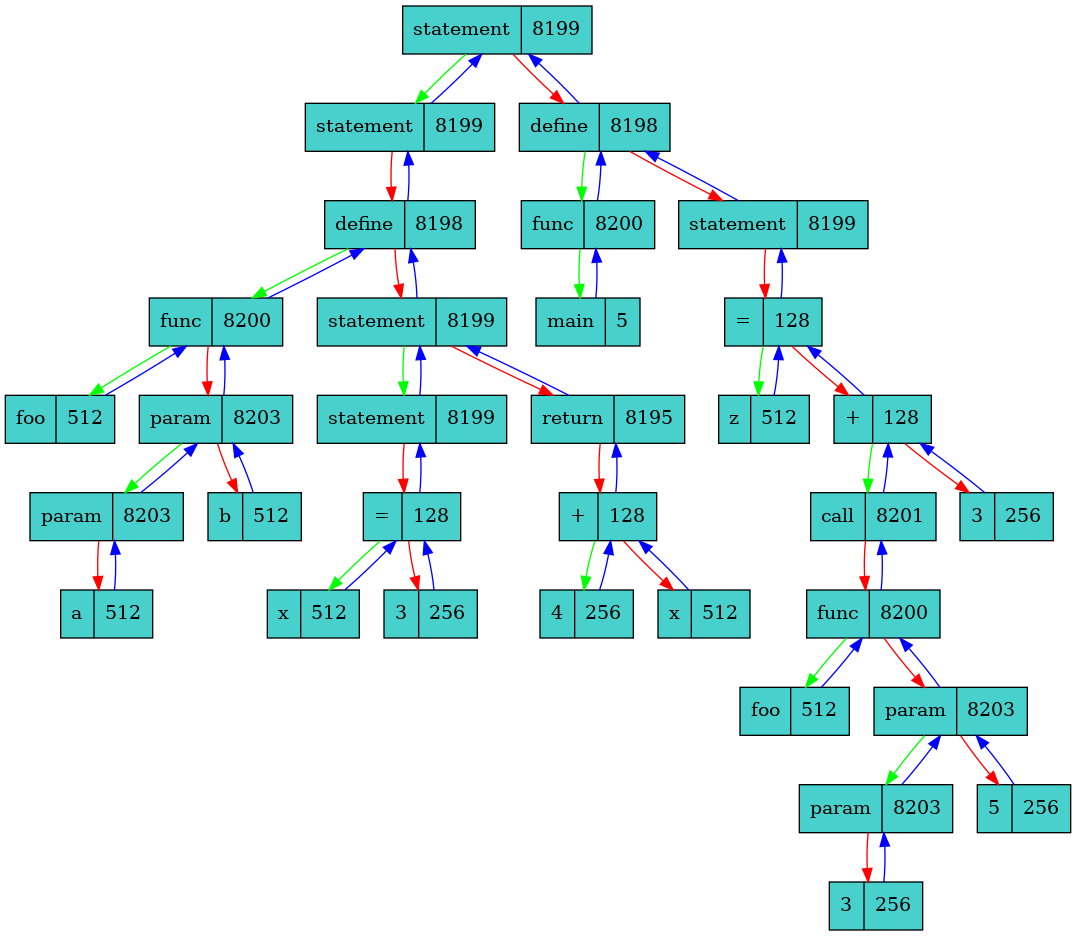 statement 8199
statement 8199
define 8198
define 8198
func 8200
statement 8199
func 8200
statement 8199
main 5
= 128
foo 512
param 8203
statement 8199
return 8195
z 512
+ 128
param 8203
b 512
= 128
+ 128
call 8201
3 256
a 512
x 512
3 256
4 256
x 512
func 8200
foo 512
param 8203
param 8203
5 256
3 256